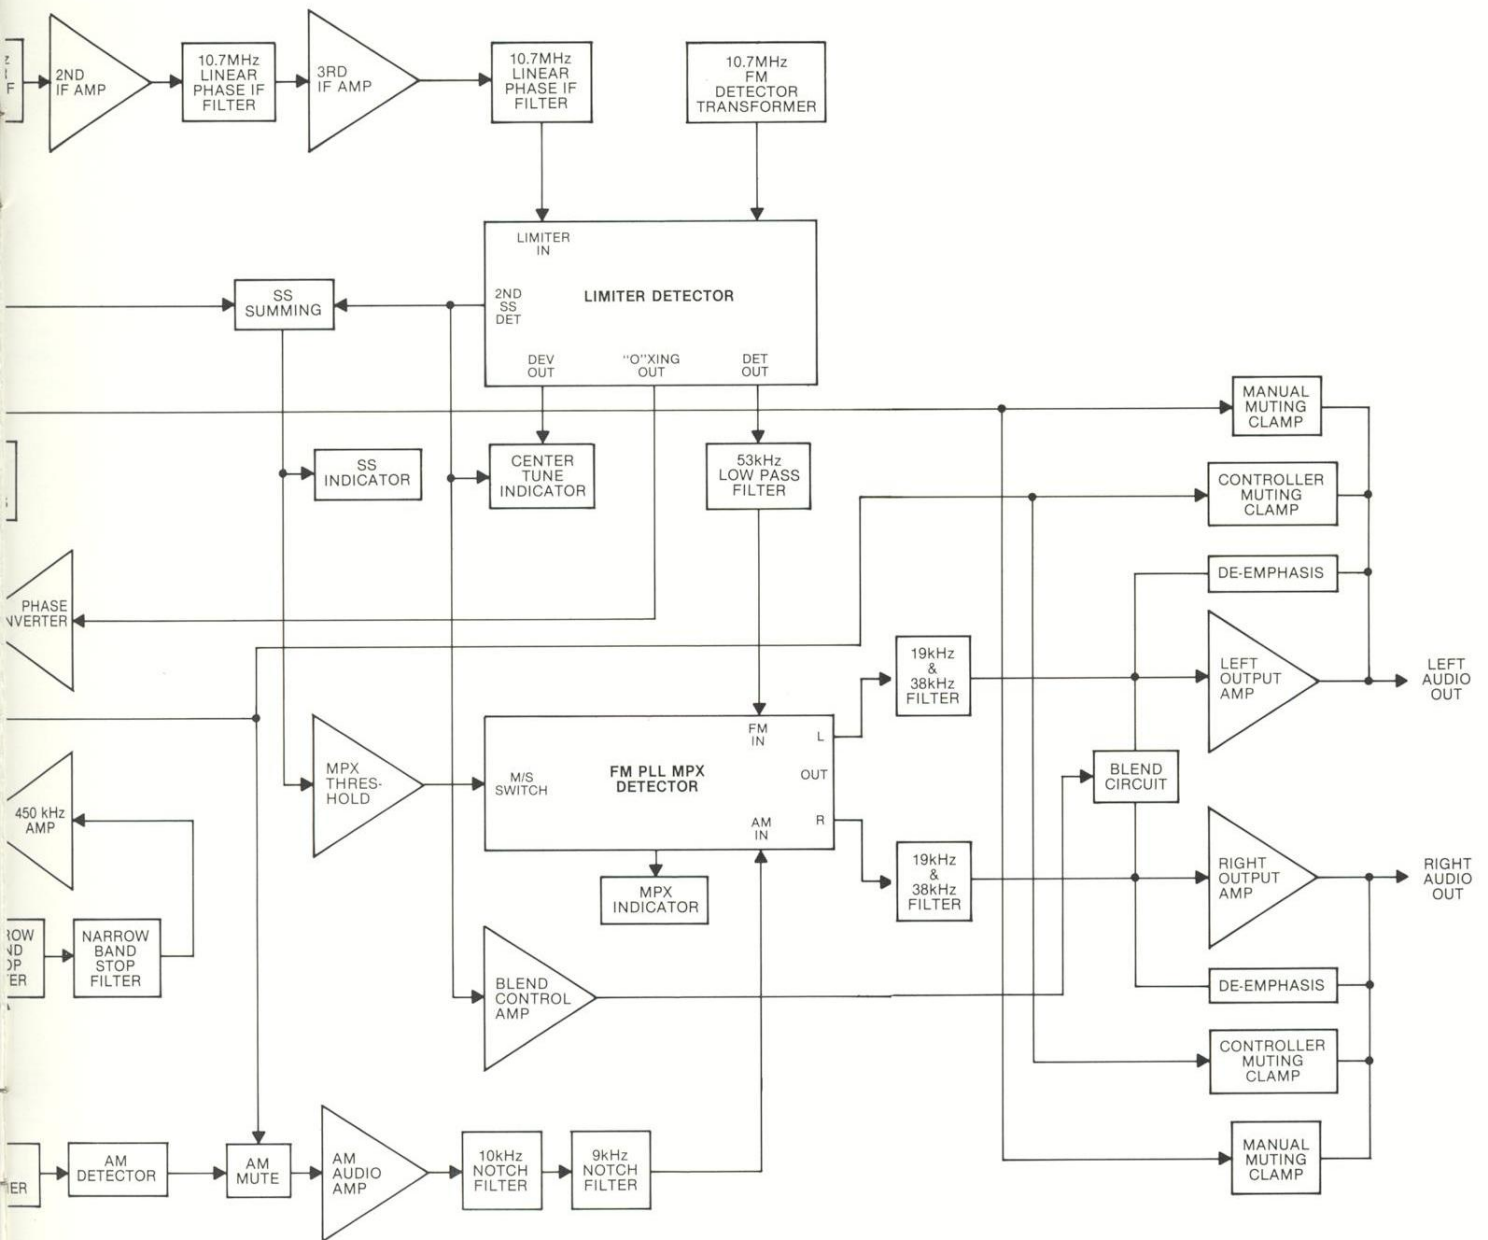 2ND
IF AMP
10.7MHz
LINEAR
PHASE IF
FILTER
3RD
IF AMP
10.7MHz
LINEAR
PHASE IF
FILTER
10.7MHz
FM
DETECTOR
TRANSFORMER
LIMITER
IN
LIMITER DETECTOR
2ND
SS
DET
DEV
OUT
"O"XING
OUT
DET
OUT
SS
SUMMING
SS
INDICATOR
CENTER
TUNE
INDICATOR
53kHz
LOW PASS
FILTER
MANUAL
MUTING
CLAMP
CONTROLLER
MUTING
CLAMP
DE-EMPHASIS
PHASE
NVERTER
19kHz
&
38kHz
FILTER
LEFT
OUTPUT
AMP
LEFT
AUDIO
OUT
MPX
THRES-
HOLD
M/S
SWITCH
FM PLL MPX
DETECTOR
FM
IN
L
OUT
R
AM
IN
BLEND
CIRCUIT
450 kHz
AMP
MPX
INDICATOR
19kHz
&
38kHz
FILTER
RIGHT
OUTPUT
AMP
RIGHT
AUDIO
OUT
ROW
ND
OP
TER
NARROW
BAND
STOP
FILTER
BLEND
CONTROL
AMP
DE-EMPHASIS
CONTROLLER
MUTING
CLAMP
ER
AM
DETECTOR
AM
MUTE
AM
AUDIO
AMP
10kHz
NOTCH
FILTER
9kHz
NOTCH
FILTER
MANUAL
MUTING
CLAMP